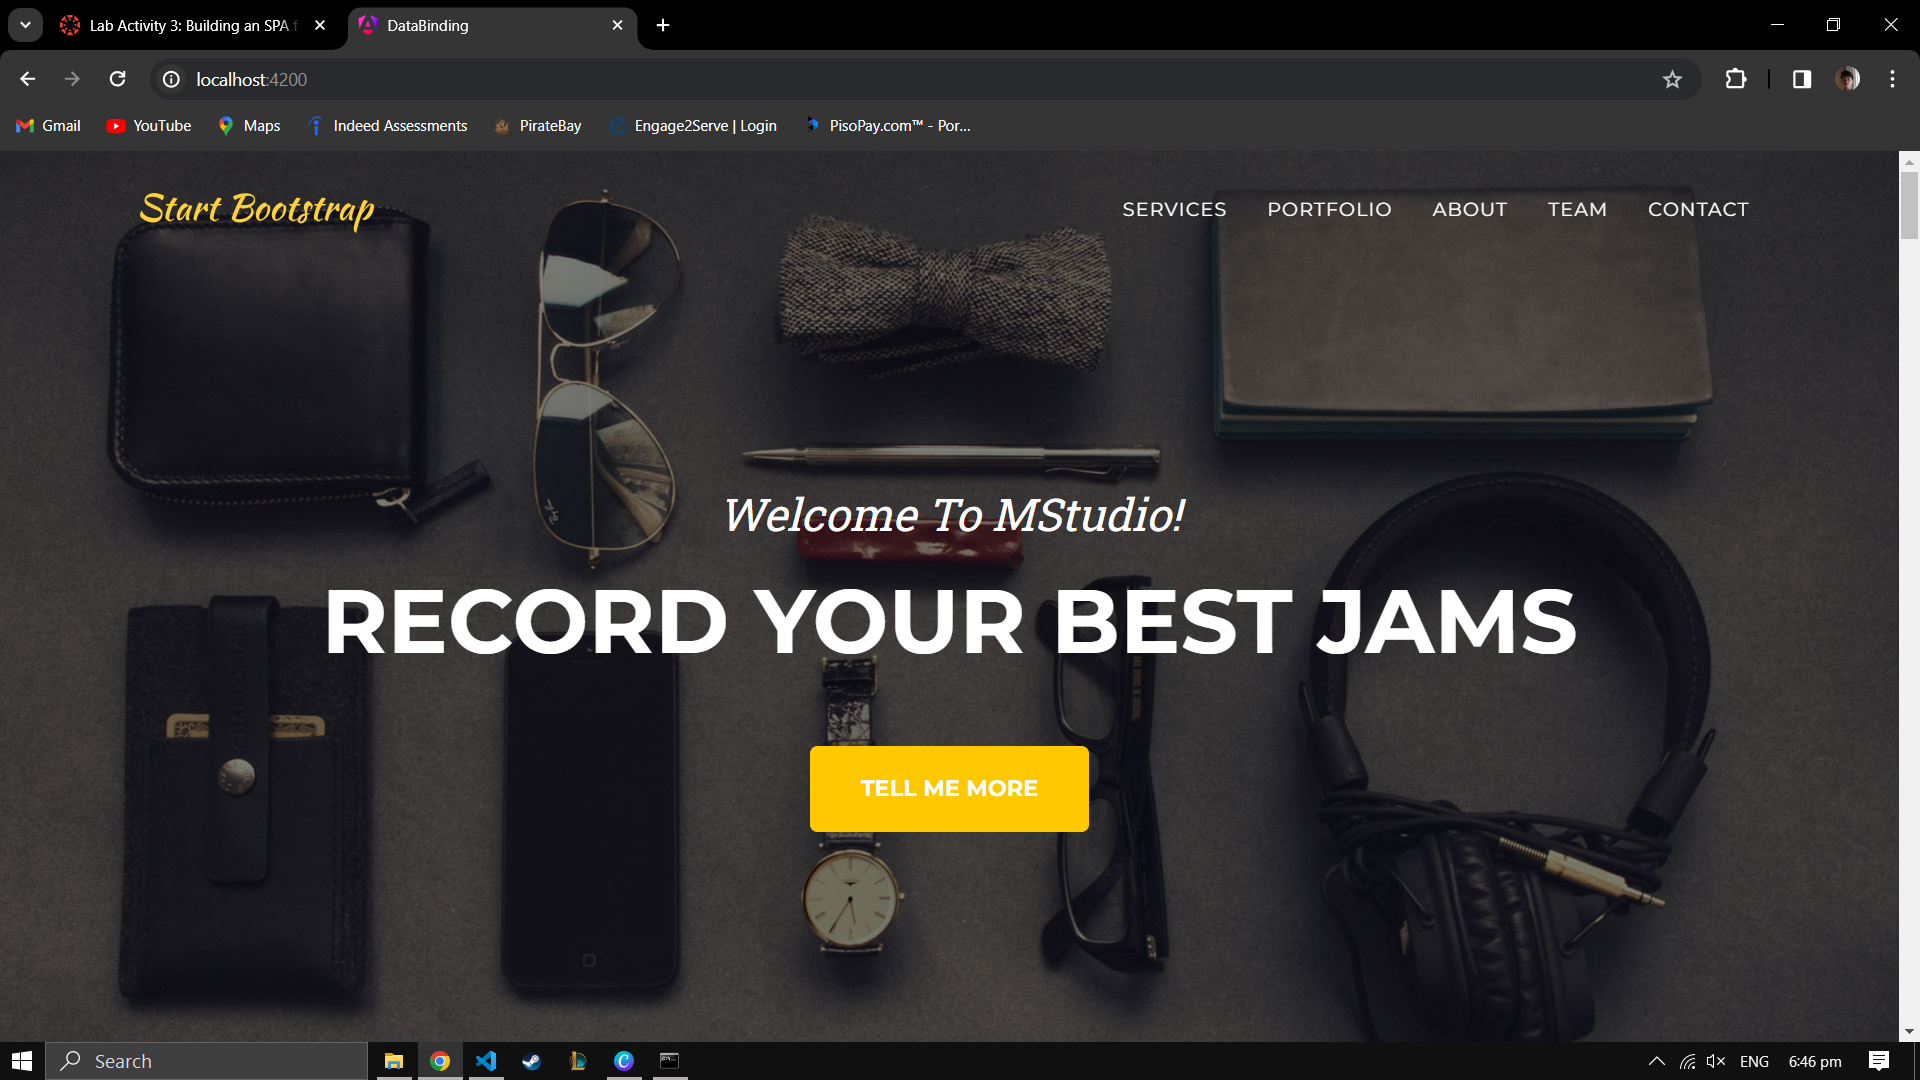 Lab Activity 3: Building an SPA f
DataBinding
localhost:4200
Gmail
YouTube
Maps
Indeed Assessments
PirateBay
Engage2Serve | Login
PisoPay.com™ - Por...
Start Bootstrap
SERVICES
PORTFOLIO
ABOUT
TEAM
CONTACT
Welcome To MStudio!
RECORD YOUR BEST JAMS
TELL ME MORE
Search
ENG
6:46 pm